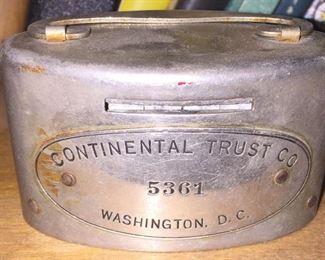 CONTINENTAL TRUST CO
5361
WASHINGTON, D.C.